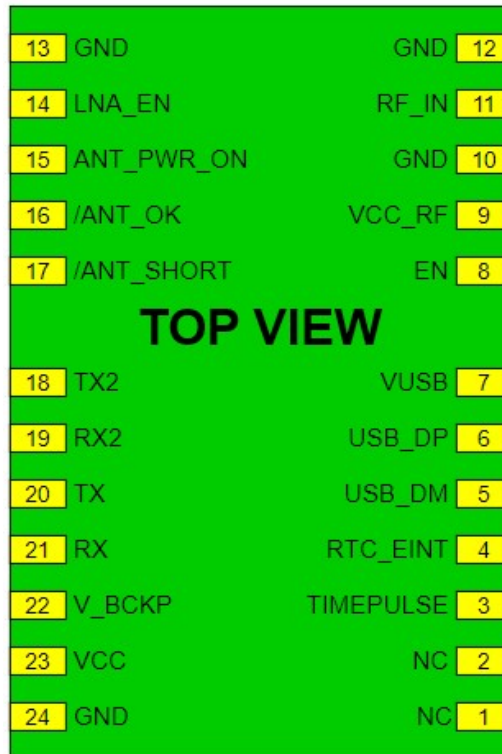 13 GND GND 12
14 LNA_EN RF_IN 11
15 ANT_PWR_ON GND 10
16 /ANT_OK VCC_RF 9
17 /ANT_SHORT EN 8
TOP VIEW
18 TX2 VUSB 7
19 RX2 USB_DP 6
20 TX USB_DM 5
21 RX RTC_EINT 4
22 V_BCKP TIMEPULSE 3
23 VCC NC 2
24 GND NC 1